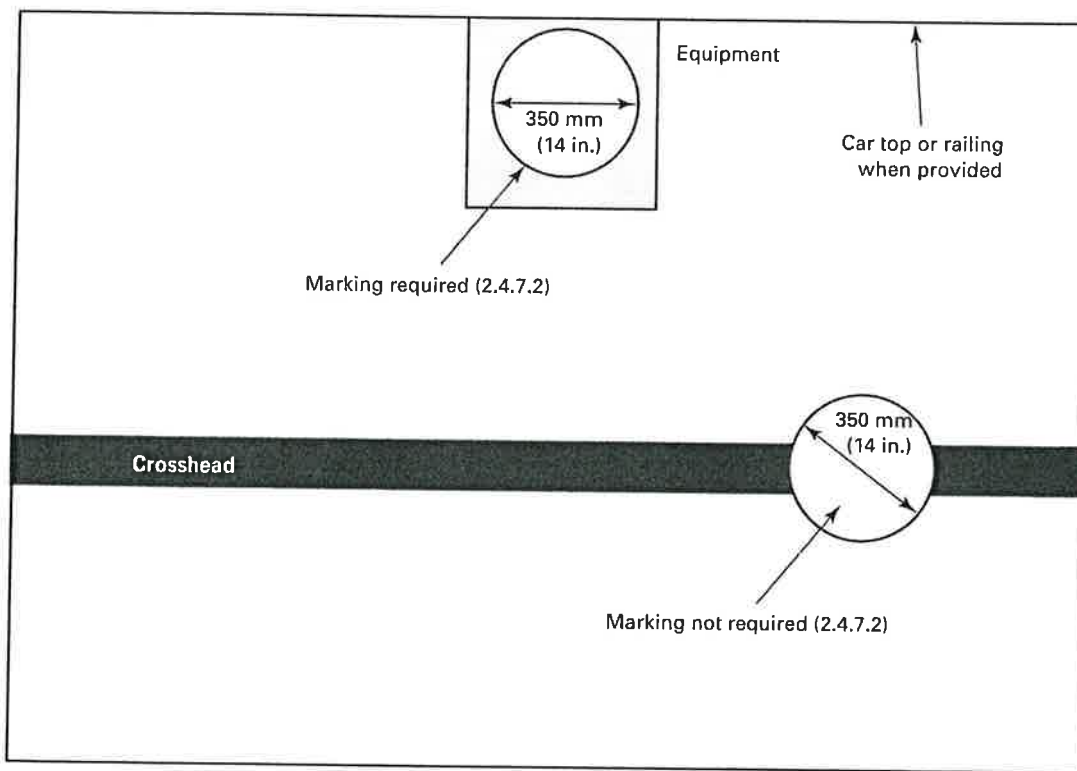 Equipment
350 mm
(14 in.)
Car top or railing
when provided
Marking required (2.4.7.2)
350 mm
(14 in.)
Crosshead
Marking not required (2.4.7.2)